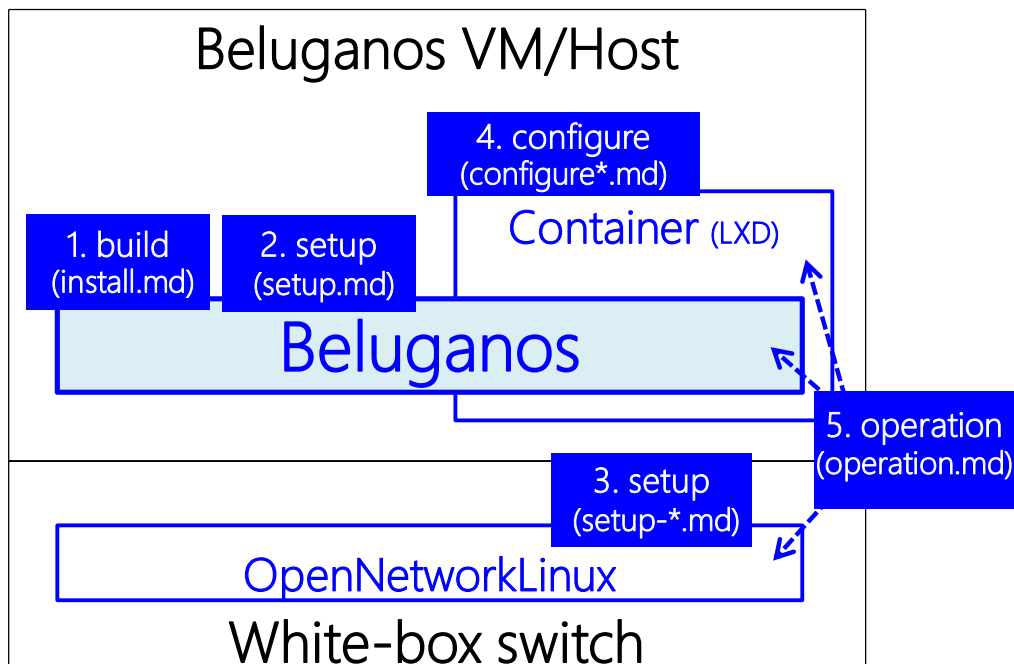 Beluganos VM/Host
4. configure
(configure*.md)
Container (LXD)
1. build
(install.md)
2. setup
(setup.md)
Beluganos
5. operation
(operation.md)
3. setup
(setup-*.md)
OpenNetworkLinux
White-box switch